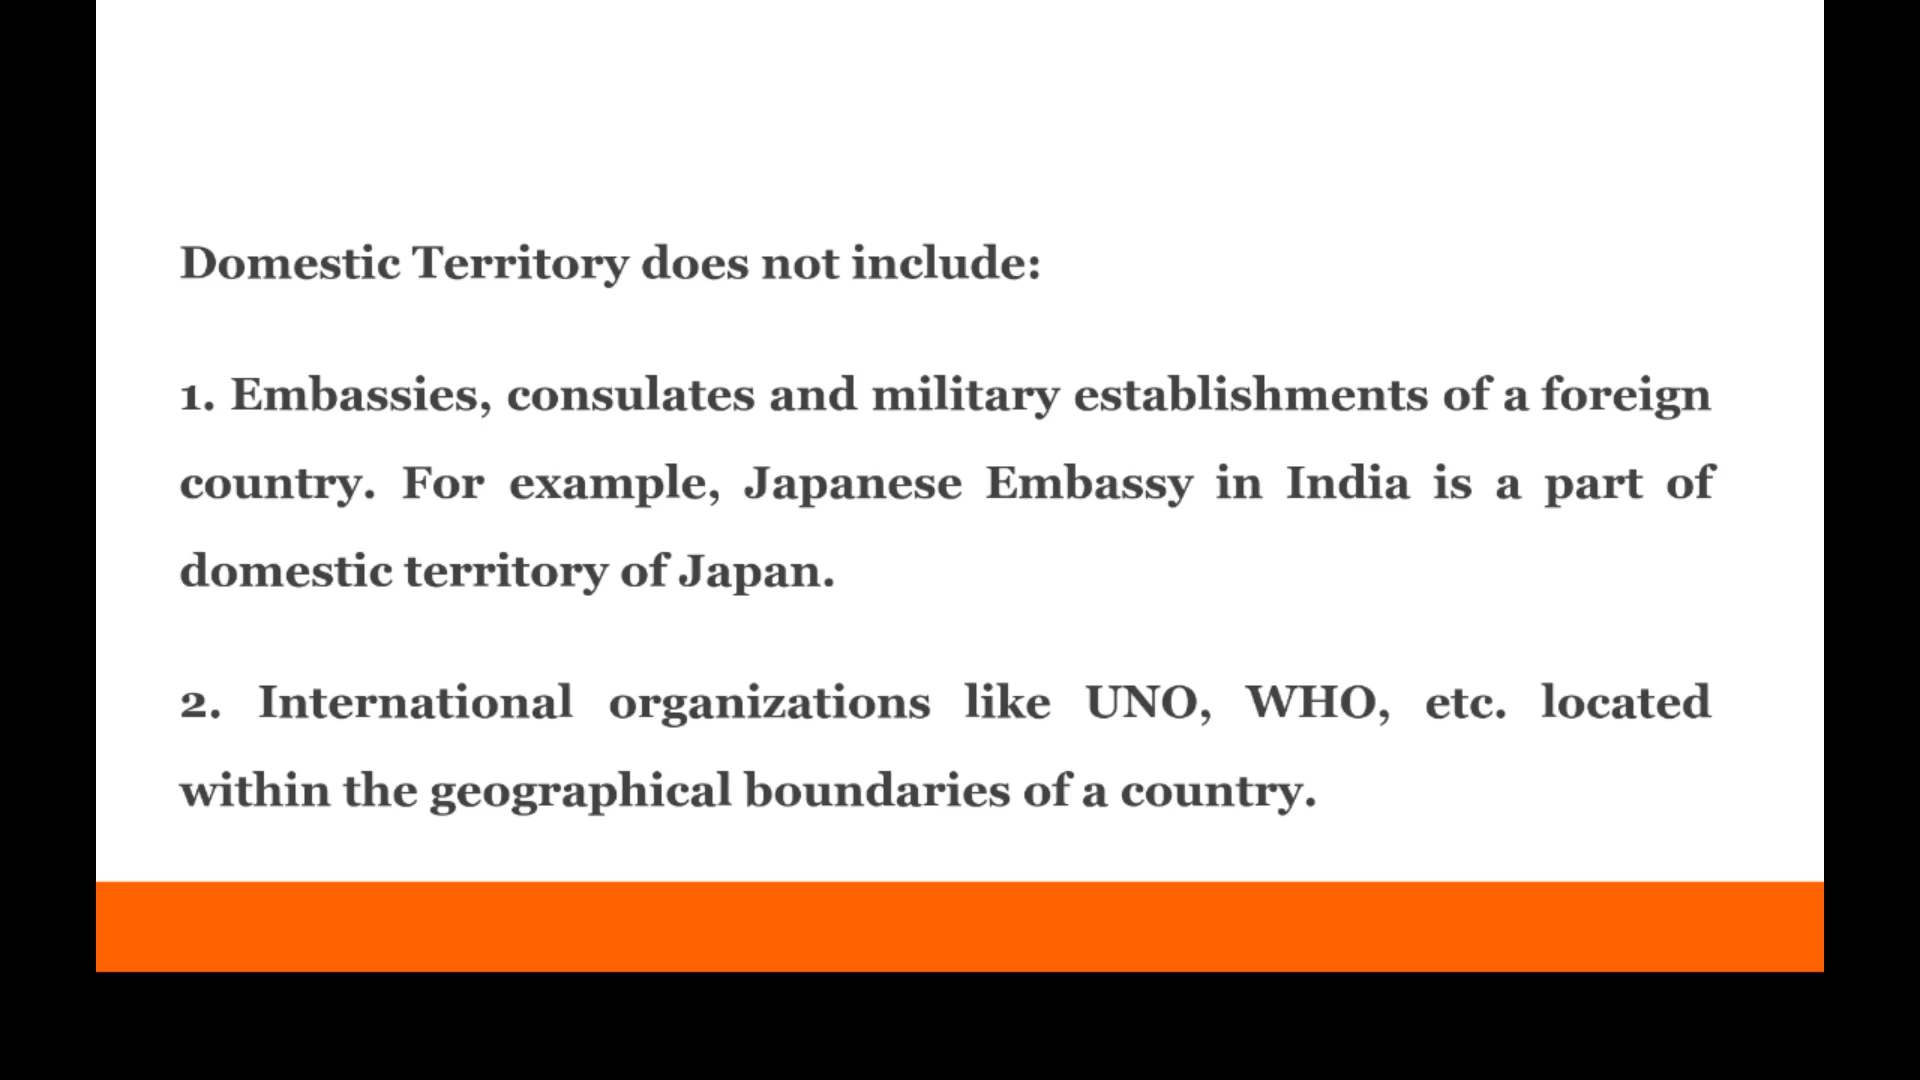 Domestic Territory does not include:
1. Embassies, consulates and military establishments of a foreign
country. For example, Japanese Embassy in India is a part of
domestic territory of Japan.
2. International organizations like UNO, WHO, etc. located
within the geographical boundaries of a country.